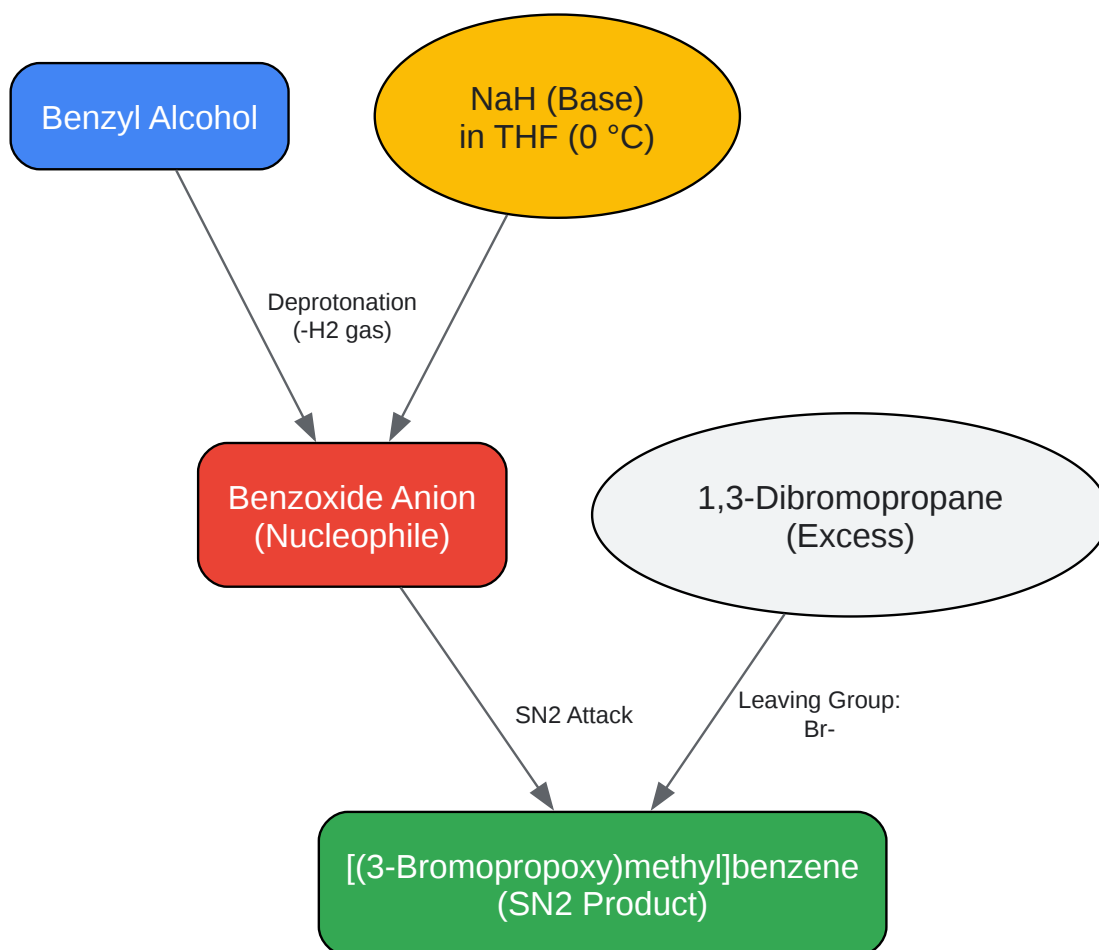 Benzyl Alcohol
NaH (Base)
in THF (0 °C)
Deprotonation
(-H2 gas)
Benzoxide Anion
(Nucleophile)
1,3-Dibromopropane
(Excess)
SN2 Attack
Leaving Group:
Br-
[(3-Bromopropoxy)methyl]benzene
(SN2 Product)